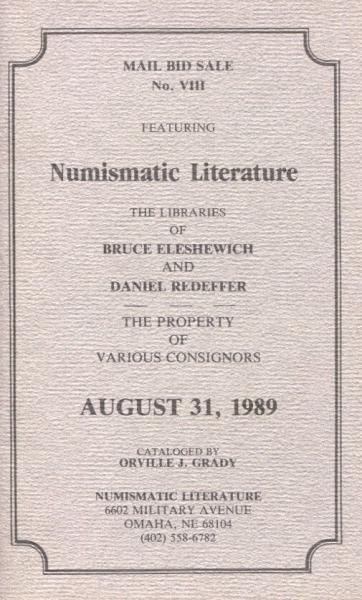 MAIL BID SALE
No. VIII
FEATURING
Numismatic Literature
THE LIBRARIES
OF
BRUCE ELESHEWICH
AND
DANIEL REDEFFER
THE PROPERTY
OF
VARIOUS CONSIGNORS
AUGUST 31, 1989
CATALOGED BY
ORVILLE J. GRADY
NUMISMATIC LITERATURE
6602 MILITARY AVENUE
OMAHA, NE 68104
(402) 558-6782